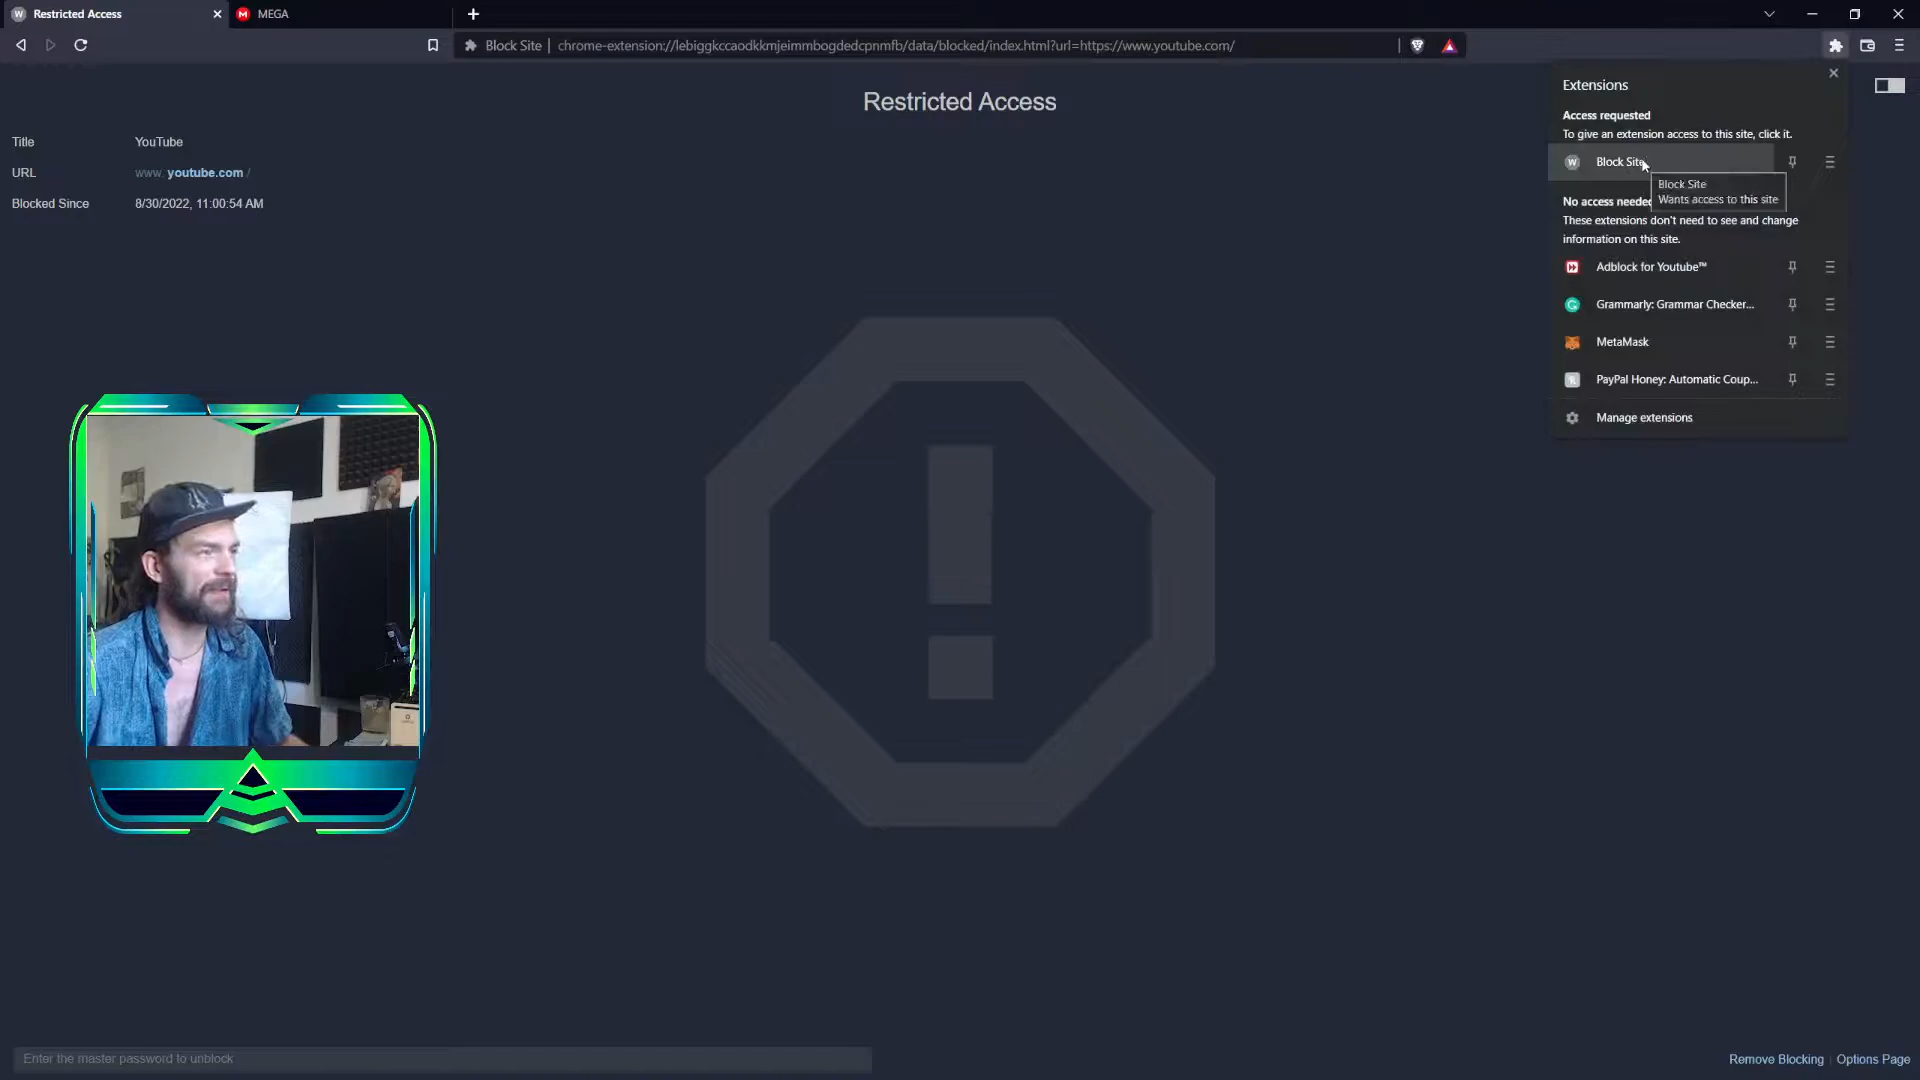 Restricted Access
MEGA
Block Site
chrome-extension://lebiggkccaodkkmjeimmbogdedcpnmfb/data/blocked/index.html?url=https://www.youtube.com/
Restricted Access
Title YouTube
URL www. youtube.com /
Blocked Since 8/30/2022, 11:00:54 AM
Extensions
Access requested
To give an extension access to this site, click it.
Block Site
Block Site
Wants access to this site
No access needed
These extensions don't need to see and change
information on this site.
Adblock for Youtube™
Grammarly: Grammar Checker...
MetaMask
PayPal Honey: Automatic Coup...
Manage extensions
Enter the master password to unblock
Remove Blocking | Options Page